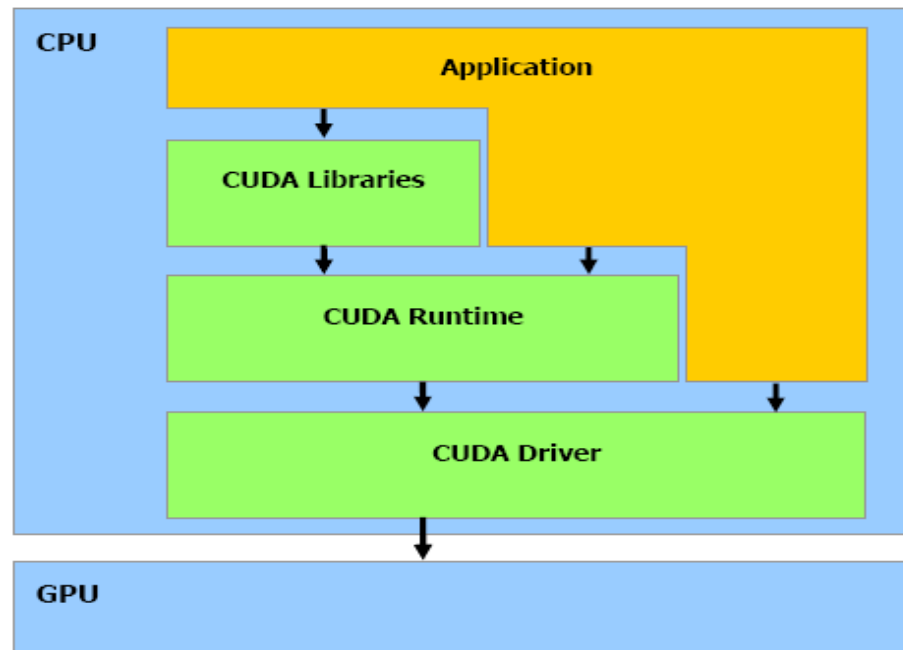 CPU
Application
CUDA Libraries
CUDA Runtime
CUDA Driver
GPU